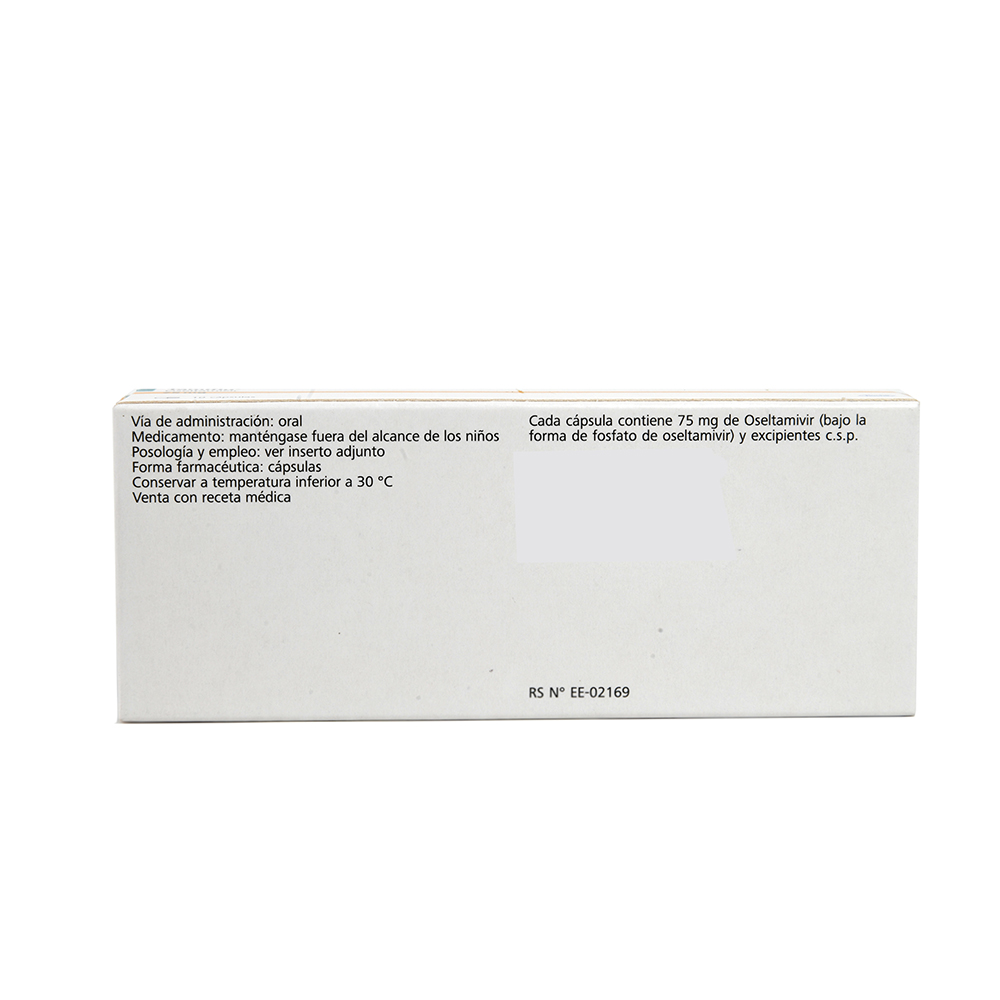 Vía de administración: oral
Medicamento: manténgase fuera del alcance de los niños
Posología y empleo: ver inserto adjunto
Forma farmacéutica: cápsulas
Conservar a temperatura inferior a 30 °C
Venta con receta médica
Cada cápsula contiene 75 mg de Oseltamivir (bajo la
forma de fosfato de oseltamivir) y excipientes c.s.p.
RS N° EE-02169